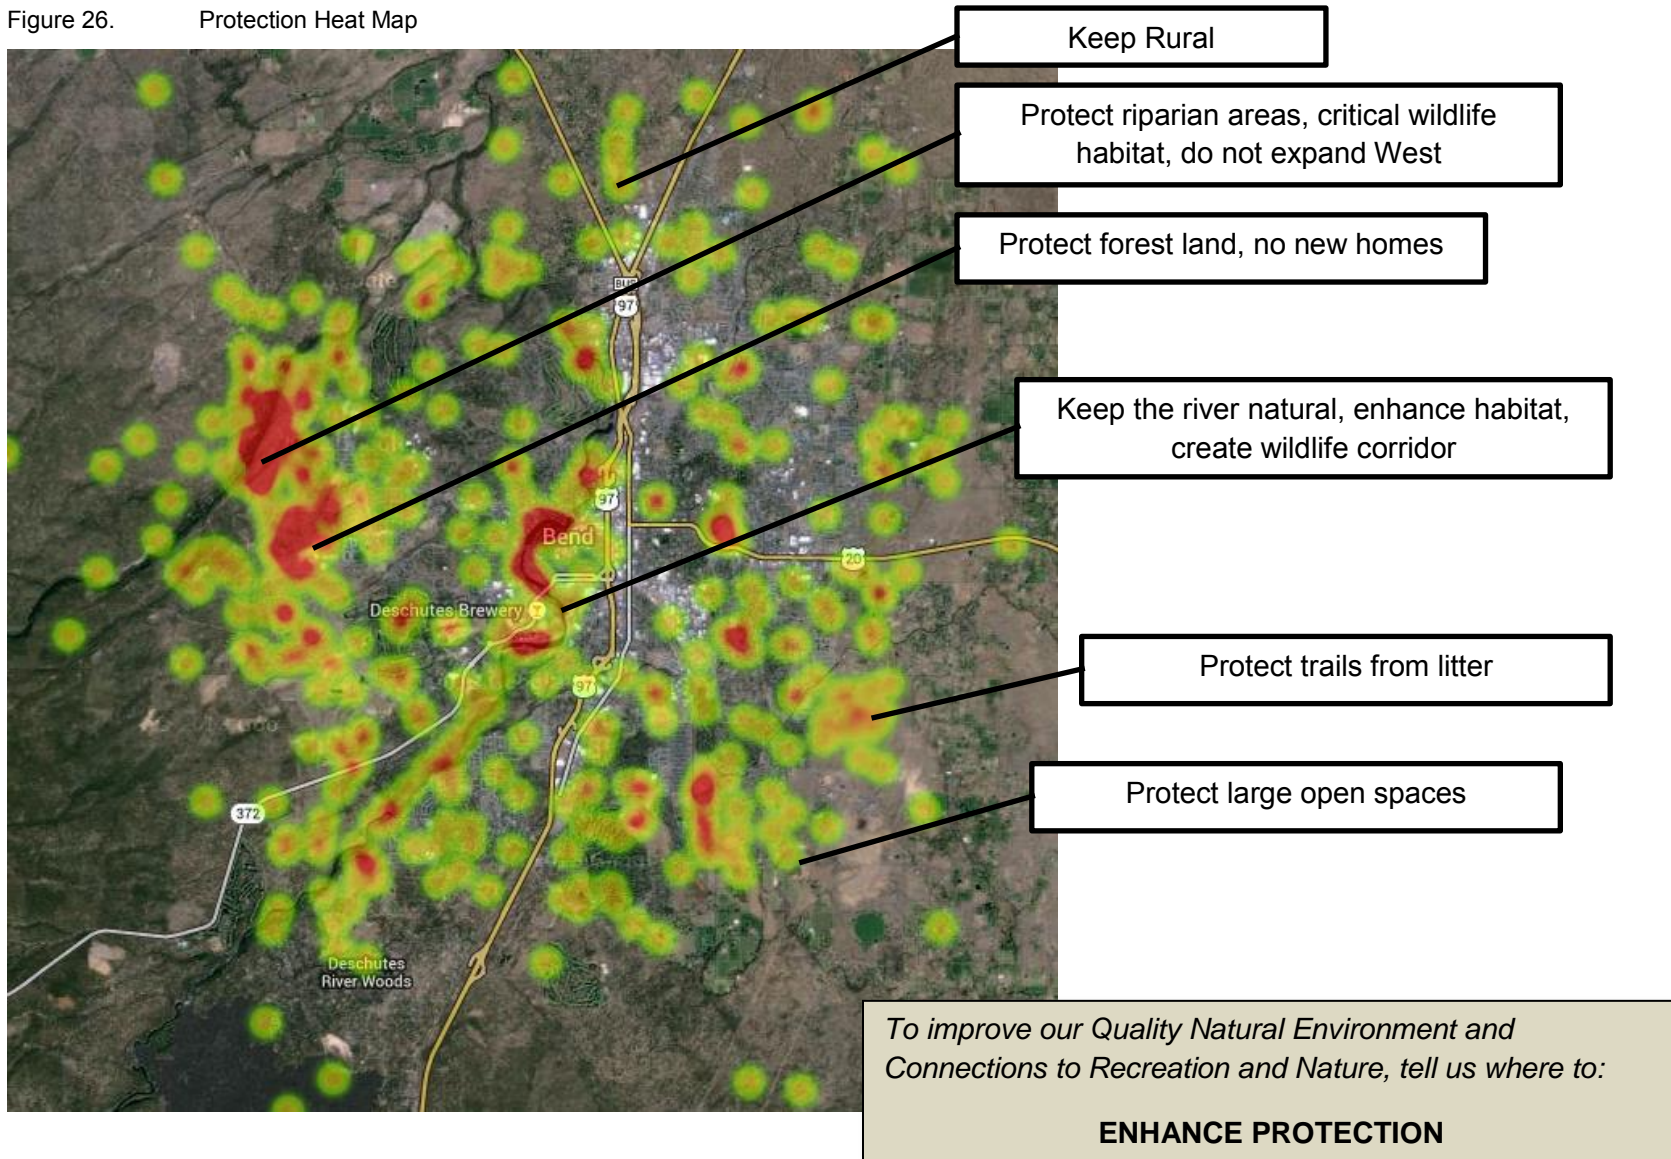 Figure 26. Protection Heat Map
Keep Rural
Protect riparian areas, critical wildlife
habitat, do not expand West
Protect forest land, no new homes
BUS
97
Keep the river natural, enhance habitat,
create wildlife corridor
97
Bend
20
Deschutes Brewery
Protect trails from litter
97
Protect large open spaces
372
Deschutes
River Woods
To improve our Quality Natural Environment and
Connections to Recreation and Nature, tell us where to:
ENHANCE PROTECTION